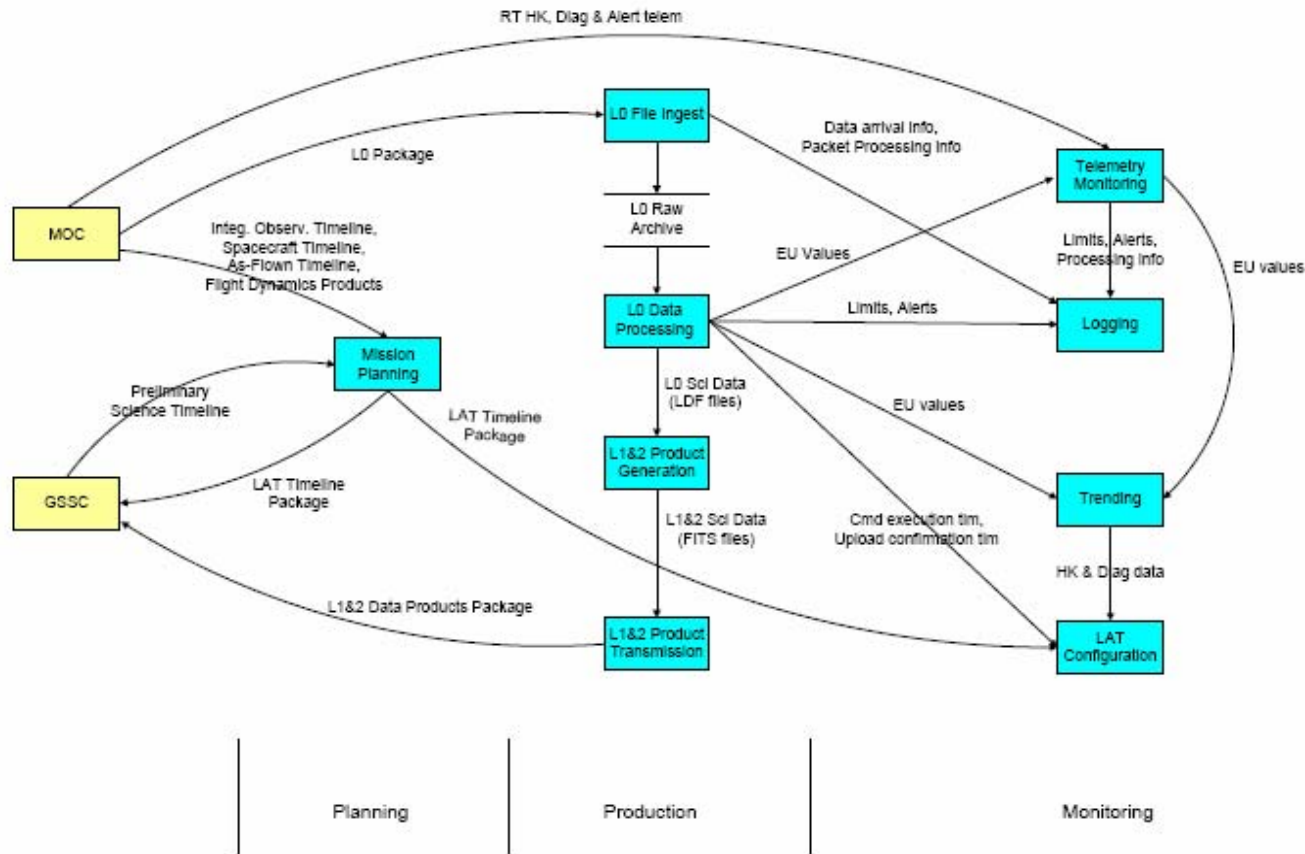 RT HK, Diag & Alert telem
L0 File Ingest
Data arrival info,
Packet Processing info
L0 Package
Telemetry
Monitoring
MOC
Integ. Observ. Timeline,
Spacecraft Timeline,
As-Flown Timeline,
Flight Dynamics Products
L0 Raw
Archive
EU Values
Limits, Alerts,
Processing info
EU values
L0 Data
Processing
Limits, Alerts
Logging
Mission
Planning
Preliminary
Science Timeline
L0 Sci Data
(LDF files)
LAT Timeline
Package
EU values
L1&2 Product
Generation
GSSC
LAT Timeline
Package
Trending
L1&2 Sci Data
(FITS files)
Cmd execution tlm,
Upload confirmation tlm
HK & Diag data
L1&2 Data Products Package
L1&2 Product
Transmission
LAT
Configuration
Planning
Production
Monitoring